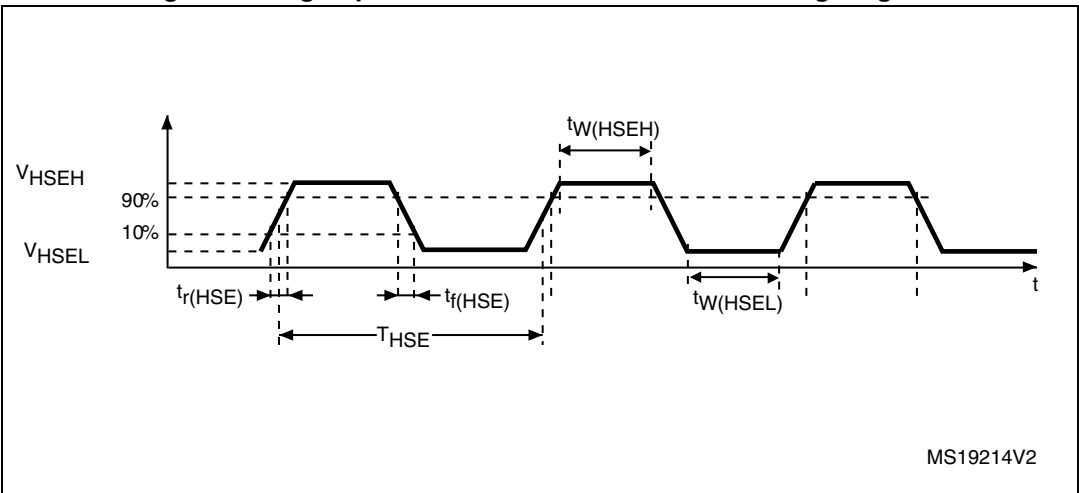 tW(HSEH)
VHSEH
90%
10%
VHSEL
tr(HSE)
tf(HSE)
tW(HSEL)
t
THSE
MS19214V2